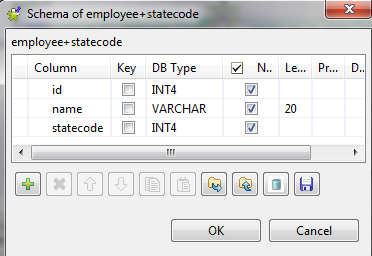 Schema of employee+statecode
employee+statecode
Column Key DB Type N.. Le... Pr... D..
id INT4
name VARCHAR 20
statecode INT4
OK Cancel